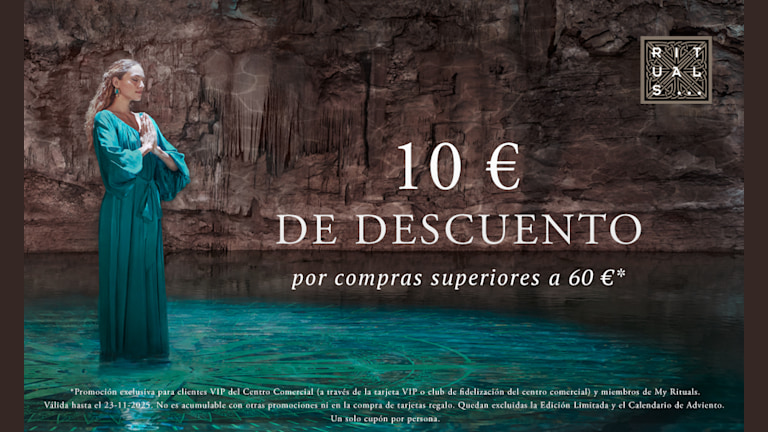 RITUALS...
10 €
DE DESCUENTO
por compras superiores a 60 €*
*Promoción exclusiva para clientes VIP del Centro Comercial (a través de la tarjeta VIP o club de fidelización del centro comercial) y miembros de My Rituals.
Válida hasta el 23-11-2025. No es acumulable con otras promociones ni en la compra de tarjetas regalo. Quedan excluidas la Edición Limitada y el Calendario de Adviento.
Un solo cupón por persona.